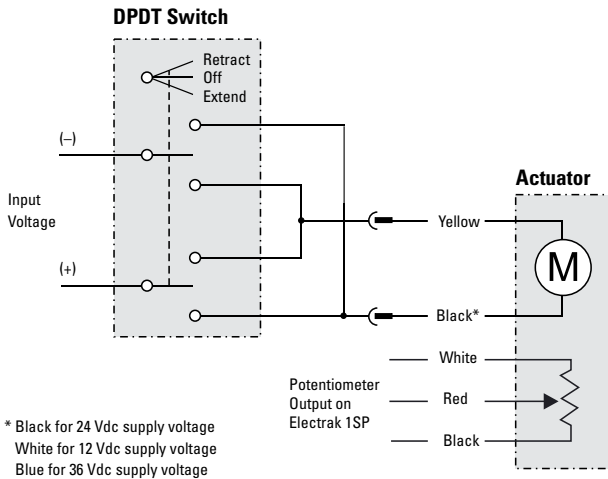 DPDT Switch
Retract
Off
Extend
(–)
Input
Voltage
(+)
Actuator
Yellow
M
Black*
White
Potentiometer
Output on
Electrak 1SP
Red
Black
* Black for 24 Vdc supply voltage
White for 12 Vdc supply voltage
Blue for 36 Vdc supply voltage